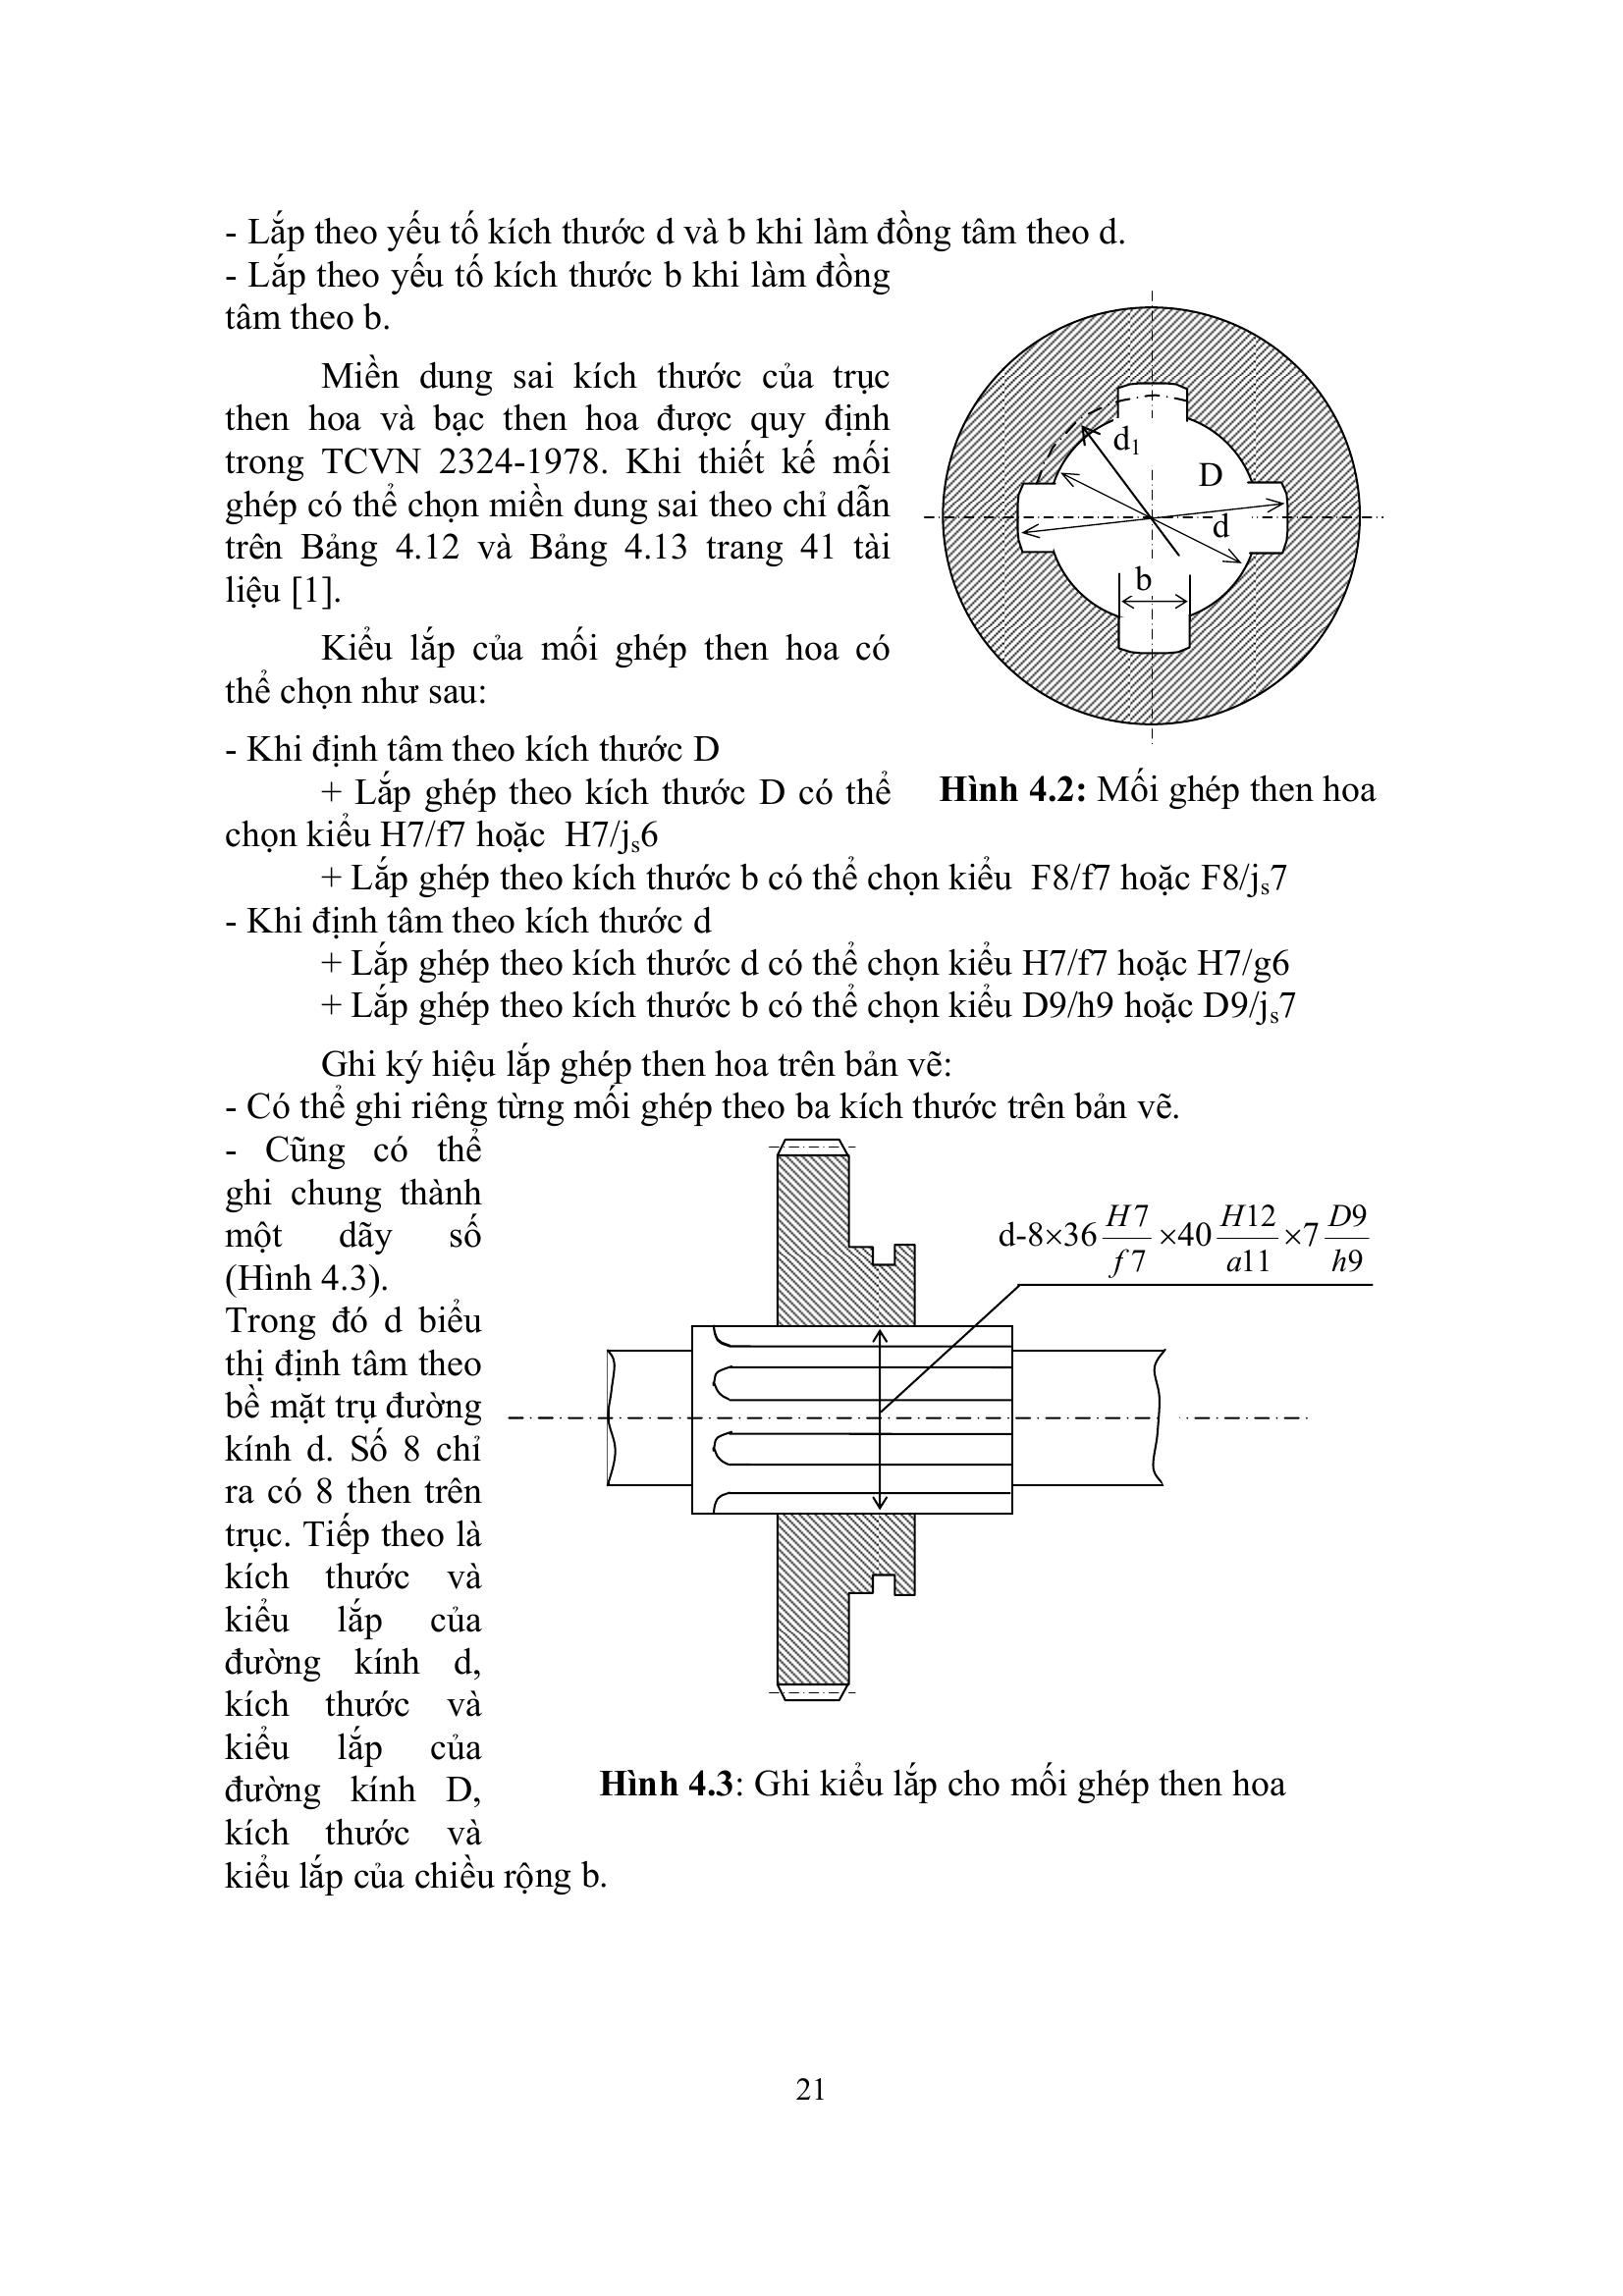 - Lắp theo yếu tố kích thước d và b khi làm đồng tâm theo d.
- Lắp theo yếu tố kích thước b khi làm đồng
tâm theo b.
Miền dung sai kích thước của trục
then hoa và bạc then hoa được quy định
trong TCVN 2324-1978. Khi thiết kế mối
ghép có thể chọn miền dung sai theo chỉ dẫn
trên Bảng 4.12 và Bảng 4.13 trang 41 tài
liệu [1].
Kiểu lắp của mối ghép then hoa có
thể chọn như sau:
d₁
D
d
b
Hình 4.2: Mối ghép then hoa
- Khi định tâm theo kích thước D
+ Lắp ghép theo kích thước D có thể
chọn kiểu H7/f7 hoặc H7/jₛ6
+ Lắp ghép theo kích thước b có thể chọn kiểu F8/f7 hoặc F8/jₛ7
- Khi định tâm theo kích thước d
+ Lắp ghép theo kích thước d có thể chọn kiểu H7/f7 hoặc H7/g6
+ Lắp ghép theo kích thước b có thể chọn kiểu D9/h9 hoặc D9/jₛ7
Ghi ký hiệu lắp ghép then hoa trên bản vẽ:
- Có thể ghi riêng từng mối ghép theo ba kích thước trên bản vẽ.
- Cũng có thể
ghi chung thành
một dãy số
(Hình 4.3).
Trong đó d biểu
thị định tâm theo
bề mặt trụ đường
kính d. Số 8 chỉ
ra có 8 then trên
trục. Tiếp theo là
kích thước và
kiểu lắp của
đường kính d,
kích thước và
kiểu lắp của
đường kính D,
kích thước và
kiểu lắp của chiều rộng b.
d-8×36 H7/f7 ×40 H12/a11 ×7 D9/h9
Hình 4.3: Ghi kiểu lắp cho mối ghép then hoa
21